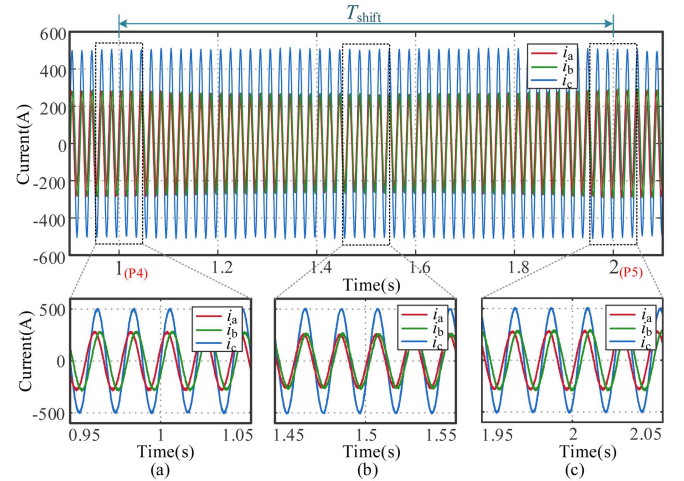 T_shift
600
400
200
0
-200
-400
-600
Current(A)
i_a
i_b
i_c
1 (P4) 1.2 1.4 1.6 1.8 2 (P5)
Time(s)
500
0
-500
Current(A)
i_a
i_b
i_c
0.95 1 1.05
Time(s)
(a)
i_a
i_b
i_c
1.45 1.5 1.55
Time(s)
(b)
i_a
i_b
i_c
1.95 2 2.05
Time(s)
(c)